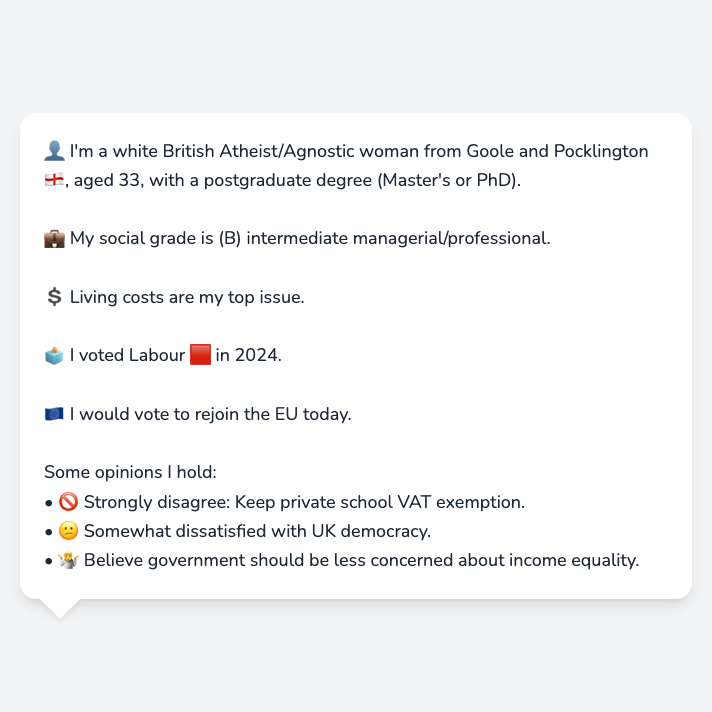 👤 I'm a white British Atheist/Agnostic woman from Goole and Pocklington
🏴󠁧󠁢󠁥󠁮󠁧󠁿, aged 33, with a postgraduate degree (Master's or PhD).
💼 My social grade is (B) intermediate managerial/professional.
💲 Living costs are my top issue.
🗳️ I voted Labour 🟥 in 2024.
🇪🇺 I would vote to rejoin the EU today.
Some opinions I hold:
• 🚫 Strongly disagree: Keep private school VAT exemption.
• 🙁 Somewhat dissatisfied with UK democracy.
• 🤷 Believe government should be less concerned about income equality.